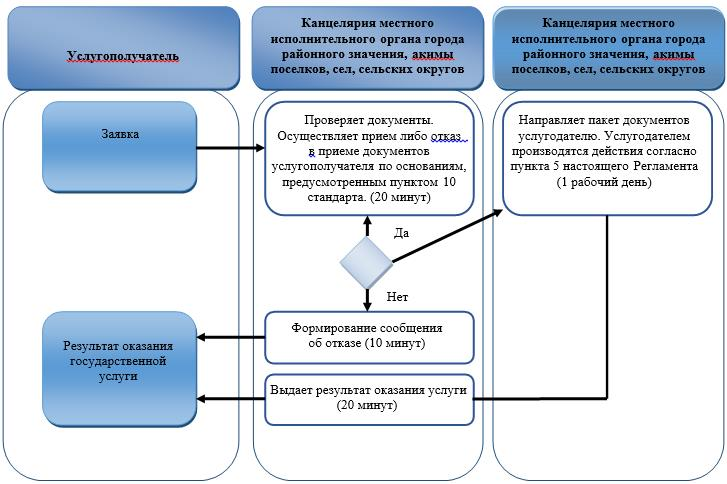 Услугополучатель
Канцелярия местного
исполнительного органа города
районного значения, акимы
поселков, сел, сельских округов
Канцелярия местного
исполнительного органа города
районного значения, акимы
поселков, сел, сельских округов
Заявка
Проверяет документы.
Осуществляет прием либо отказ
в приеме документов
услугополучателя по основаниям,
предусмотренным пунктом 10
стандарта. (20 минут)
Направляет пакет документов
услугодателю. Услугодателем
производятся действия согласно
пункта 5 настоящего Регламента
(1 рабочий день)
Да
Нет
Результат оказания
государственной
услуги
Формирование сообщения
об отказе (10 минут)
Выдает результат оказания услуги
(20 минут)